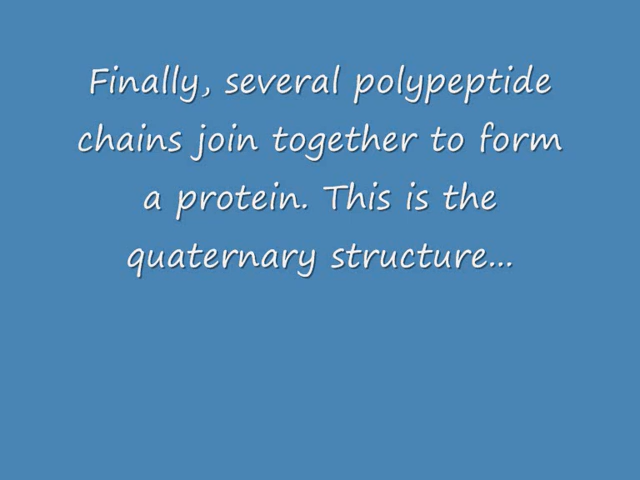 Finally, several polypeptide
chains join together to form
a protein. This is the
quaternary structure...